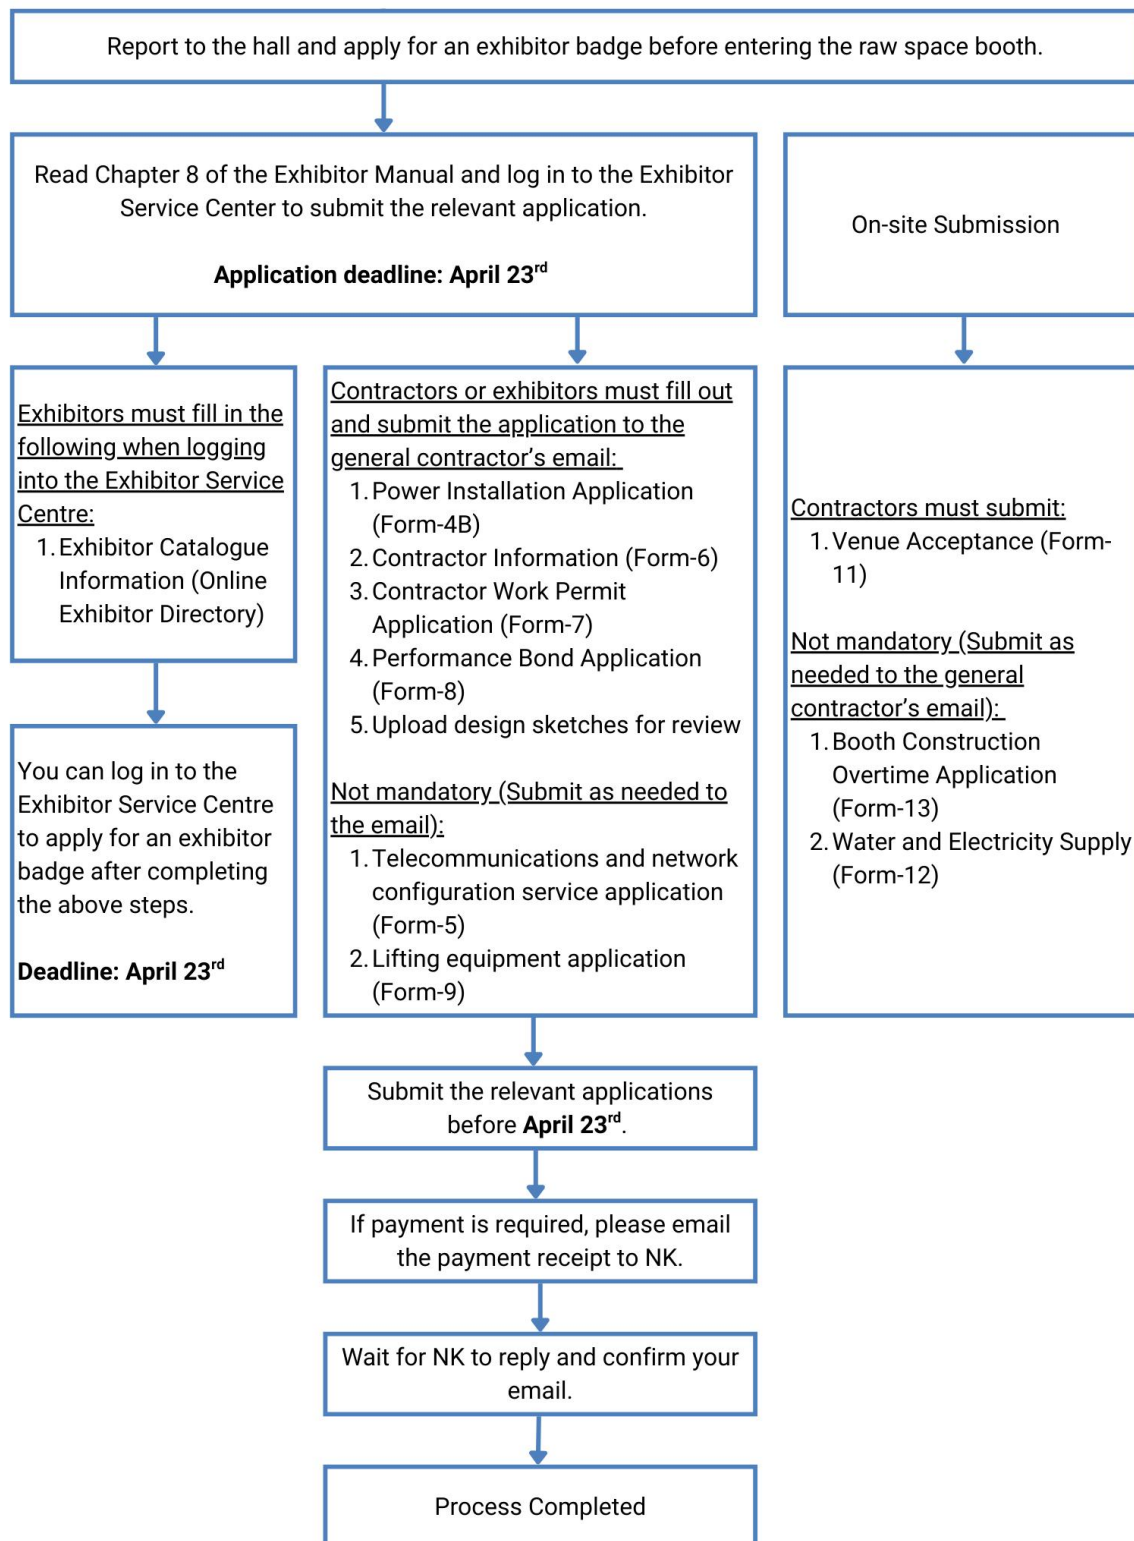 Report to the hall and apply for an exhibitor badge before entering the raw space booth.
Read Chapter 8 of the Exhibitor Manual and log in to the Exhibitor
Service Center to submit the relevant application.
Application deadline: April 23rd
On-site Submission
Exhibitors must fill in the
following when logging
into the Exhibitor Service
Centre:
1. Exhibitor Catalogue
Information (Online
Exhibitor Directory)
You can log in to the
Exhibitor Service Centre
to apply for an exhibitor
badge after completing
the above steps.
Deadline: April 23rd
Contractors or exhibitors must fill out
and submit the application to the
general contractor’s email:
1. Power Installation Application
(Form-4B)
2. Contractor Information (Form-6)
3. Contractor Work Permit
Application (Form-7)
4. Performance Bond Application
(Form-8)
5. Upload design sketches for review
Not mandatory (Submit as needed to
the email):
1. Telecommunications and network
configuration service application
(Form-5)
2. Lifting equipment application
(Form-9)
Contractors must submit:
1. Venue Acceptance (Form-
11)
Not mandatory (Submit as
needed to the general
contractor’s email):
1. Booth Construction
Overtime Application
(Form-13)
2. Water and Electricity Supply
(Form-12)
Submit the relevant applications
before April 23rd.
If payment is required, please email
the payment receipt to NK.
Wait for NK to reply and confirm your
email.
Process Completed